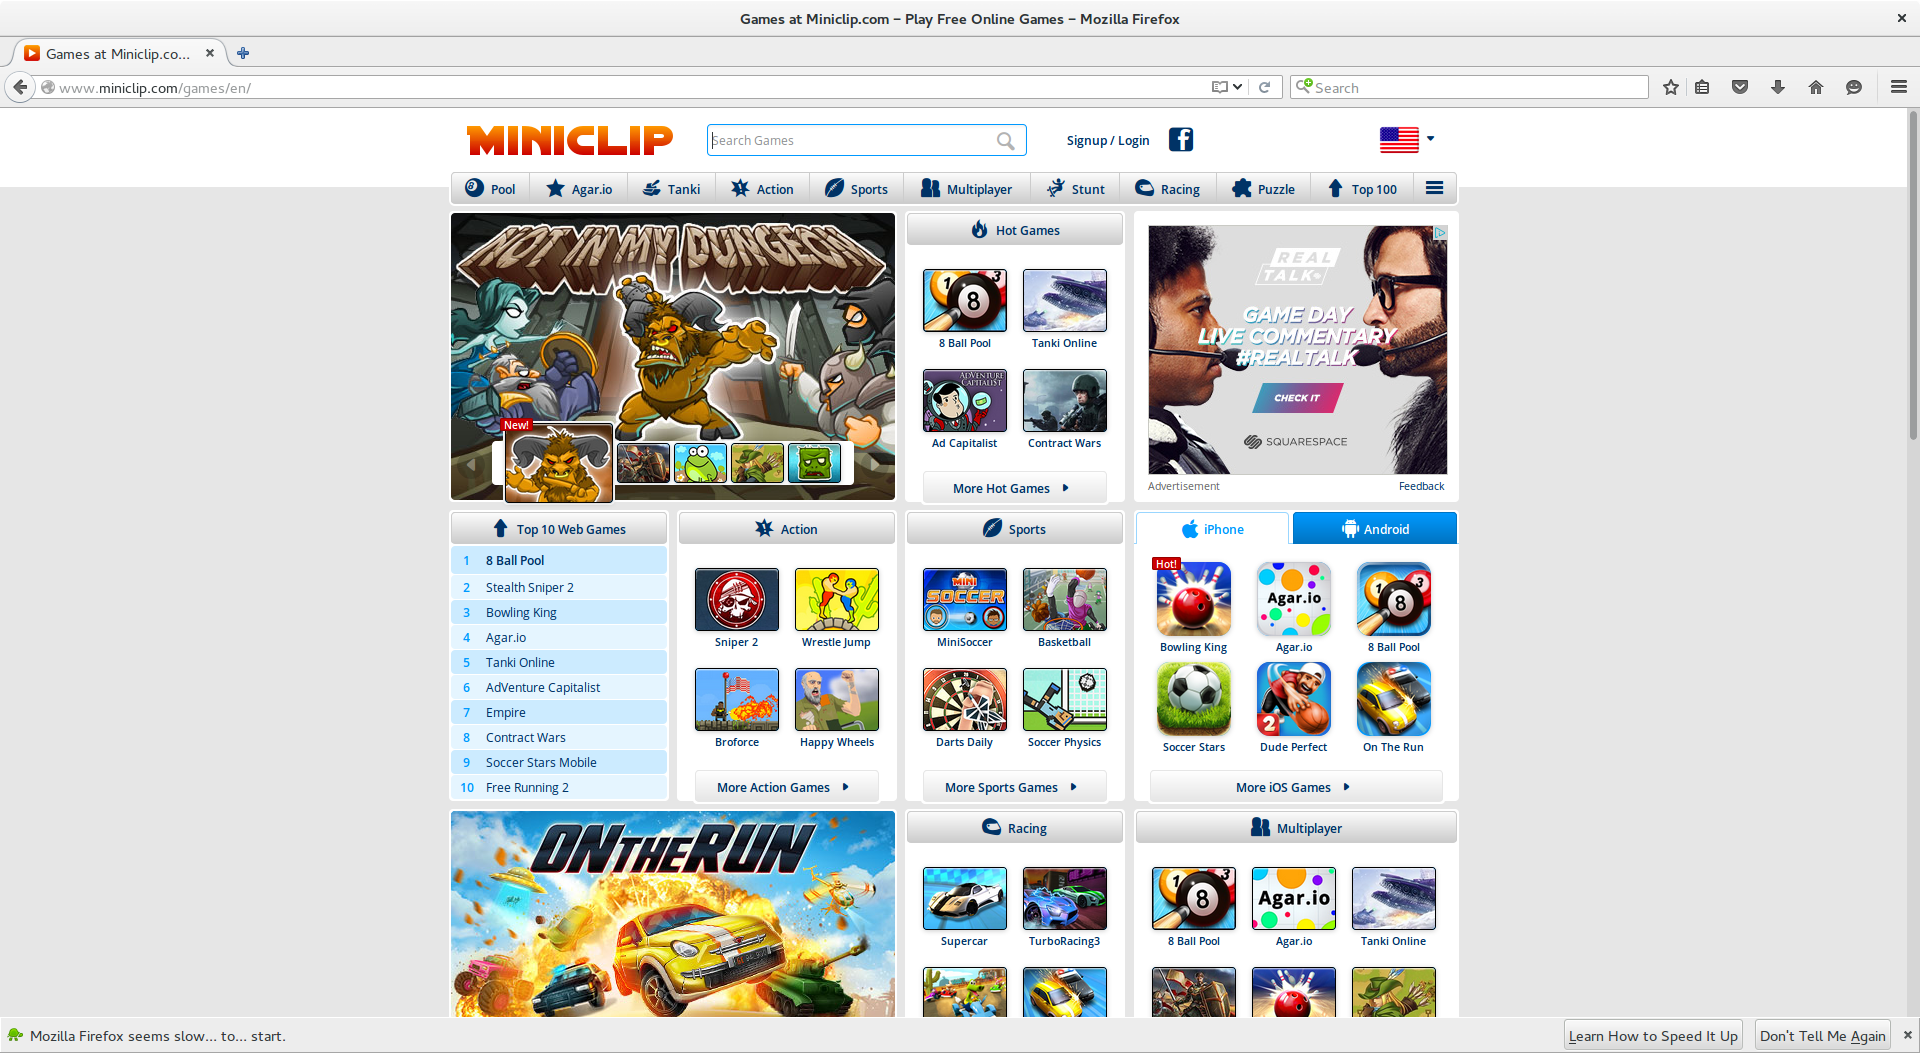 Games at Miniclip.com – Play Free Online Games – Mozilla Firefox
Games at Miniclip.co...
www.miniclip.com/games/en/
Search
MINICLIP
Search Games
Signup / Login
Pool
Agar.io
Tanki
Action
Sports
Multiplayer
Stunt
Racing
Puzzle
Top 100
NOT IN MY DUNGEON
New!
Hot Games
8 Ball Pool
Tanki Online
ADVENTURE CAPITALIST
Ad Capitalist
Contract Wars
More Hot Games
REAL TALK
GAME DAY
LIVE COMMENTARY
#REALTALK
CHECK IT
SQUARESPACE
Advertisement
Feedback
Top 10 Web Games
1 8 Ball Pool
2 Stealth Sniper 2
3 Bowling King
4 Agar.io
5 Tanki Online
6 AdVenture Capitalist
7 Empire
8 Contract Wars
9 Soccer Stars Mobile
10 Free Running 2
Action
Sniper 2
Wrestle Jump
Broforce
Happy Wheels
More Action Games
Sports
MINI SOCCER
MiniSoccer
Basketball
Darts Daily
Soccer Physics
More Sports Games
iPhone
Android
Hot!
Bowling King
Agar.io
Agar.io
8 Ball Pool
Soccer Stars
2
Dude Perfect
On The Run
More iOS Games
ON THE RUN
Racing
Supercar
TurboRacing3
Multiplayer
8 Ball Pool
Agar.io
Agar.io
Tanki Online
Mozilla Firefox seems slow... to... start.
Learn How to Speed It Up
Don't Tell Me Again